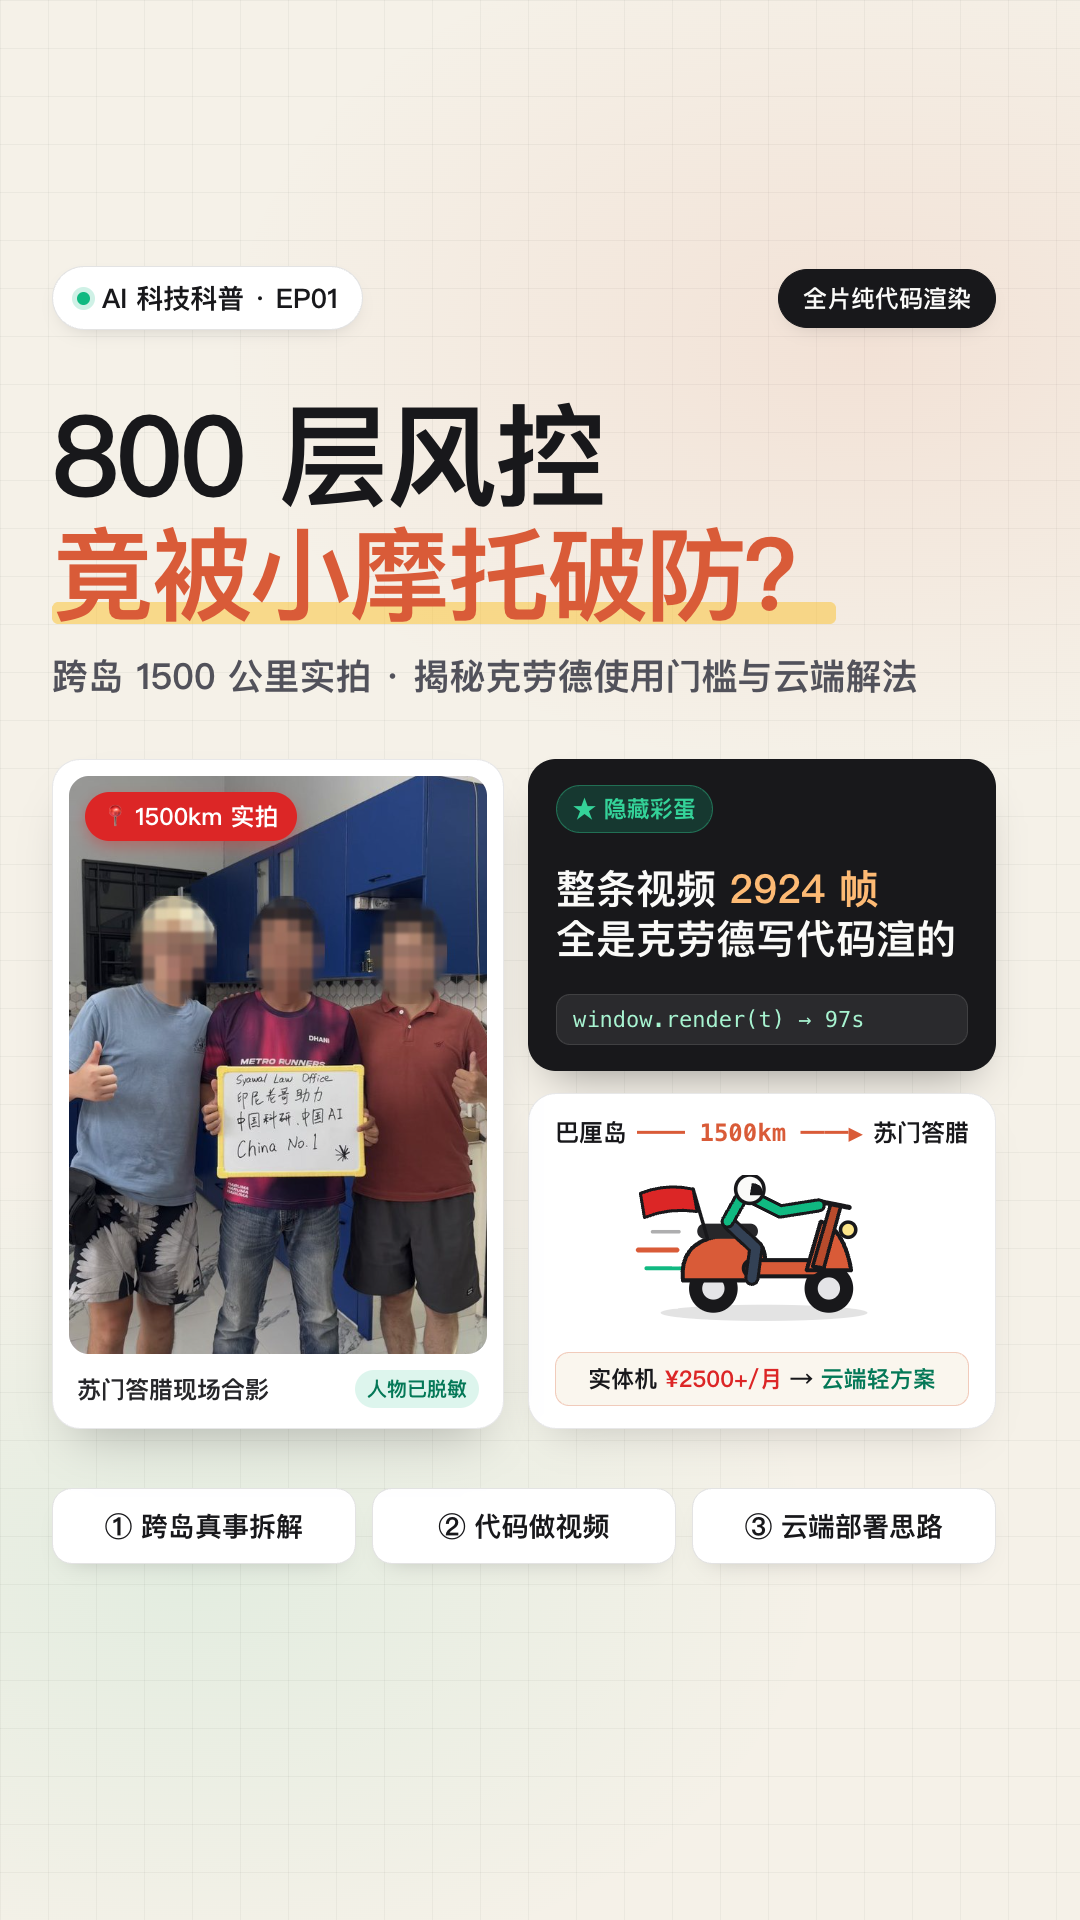 AI 科技科普 · EP01
全片纯代码渲染
800 层风控
竟被小摩托破防?
跨岛 1500 公里实拍 · 揭秘克劳德使用门槛与云端解法
1500km 实拍
DHANI
METRO RUNNERS
Syawal Law Office
印尼老哥助力
中国科研.中国AI
China No.1
苏门答腊现场合影
人物已脱敏
★ 隐藏彩蛋
整条视频 2924 帧
全是克劳德写代码渲的
window.render(t) → 97s
巴厘岛 1500km 苏门答腊
实体机 ¥2500+/月 → 云端轻方案
① 跨岛真事拆解
② 代码做视频
③ 云端部署思路